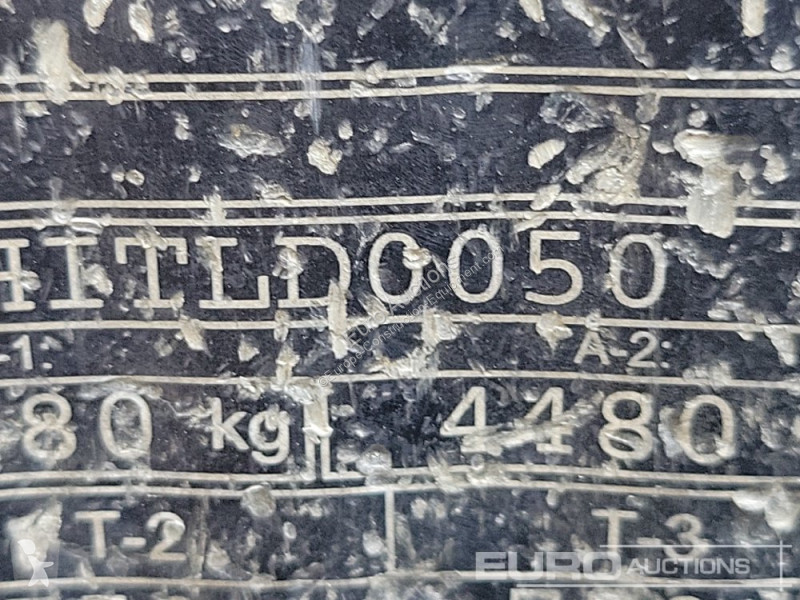 HITLD0050
-1: A-2:
80 kg 4480
T-2 T-3
EURO AUCTIONS